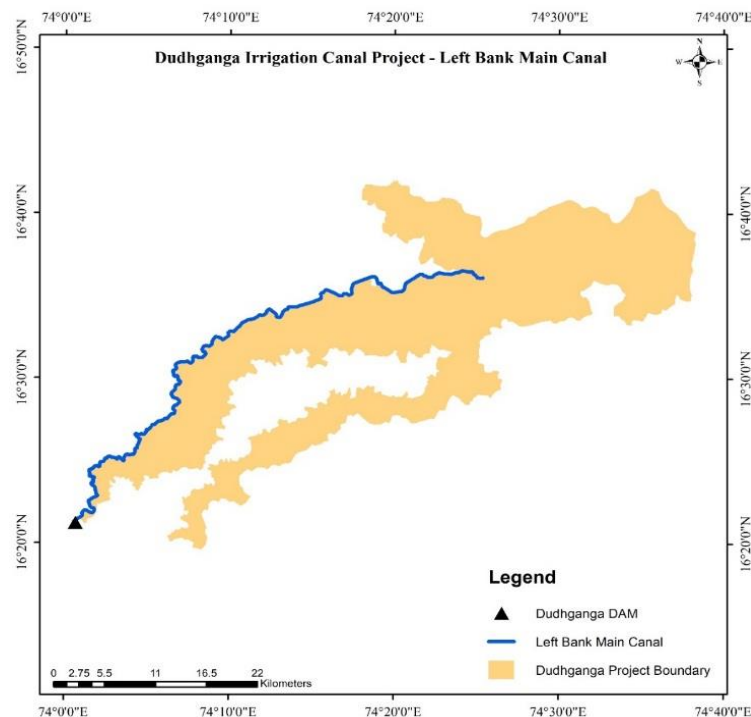 74°0'0"E 74°10'0"E 74°20'0"E 74°30'0"E 74°40'0"E
16°50'0"N
16°50'0"N
Dudhganga Irrigation Canal Project - Left Bank Main Canal
N
W E
S
16°40'0"N
16°40'0"N
16°30'0"N
16°30'0"N
16°20'0"N
16°20'0"N
Legend
Dudhganga DAM
Left Bank Main Canal
Dudhganga Project Boundary
0 2.75 5.5 11 16.5 22
Kilometers
74°0'0"E 74°10'0"E 74°20'0"E 74°30'0"E 74°40'0"E